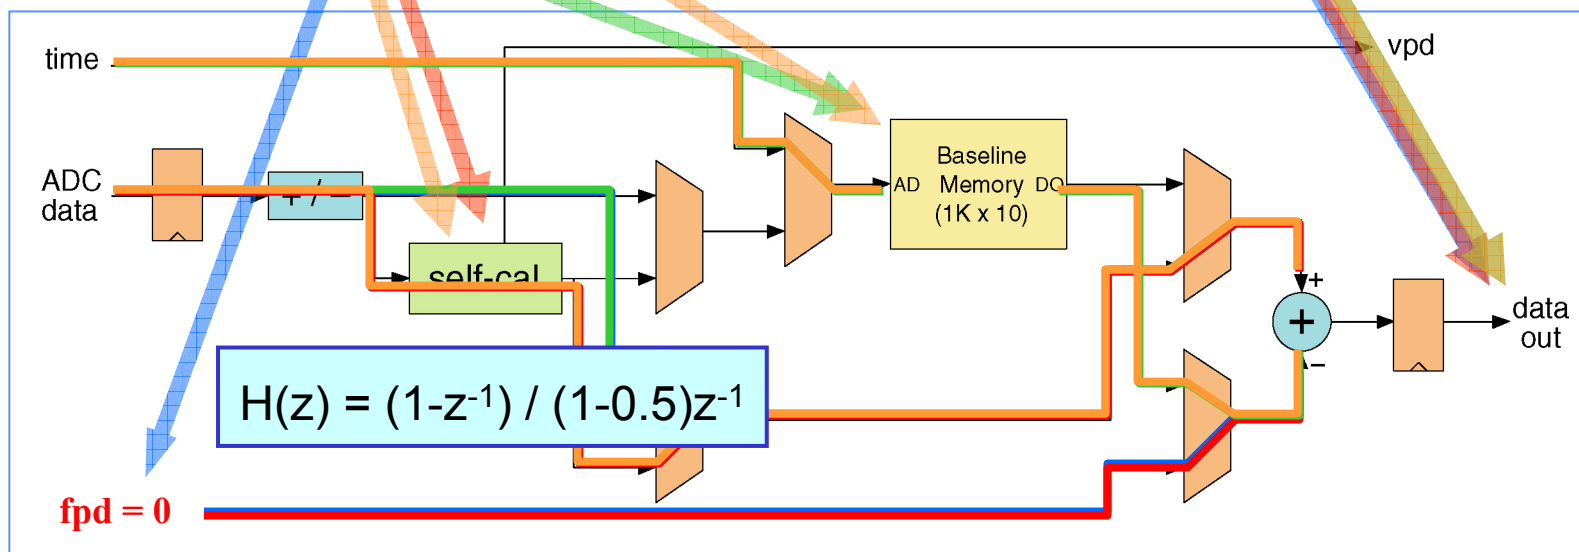 time
vpd
ADC
data
+ / −
Baseline
Memory
(1K x 10)
AD
DO
self-cal
+
+
−
data
out
H(z) = (1-z⁻¹) / (1-0.5)z⁻¹
fpd = 0